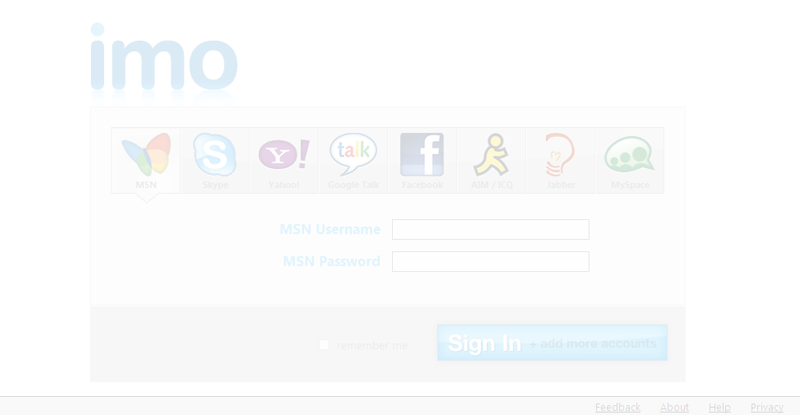 imo
Y!
talk
MSN Skype Yahoo! Google Talk Facebook AIM / ICQ Jabber MySpace
MSN Username
MSN Password
remember me Sign In + add more accounts
Feedback About Help Privacy